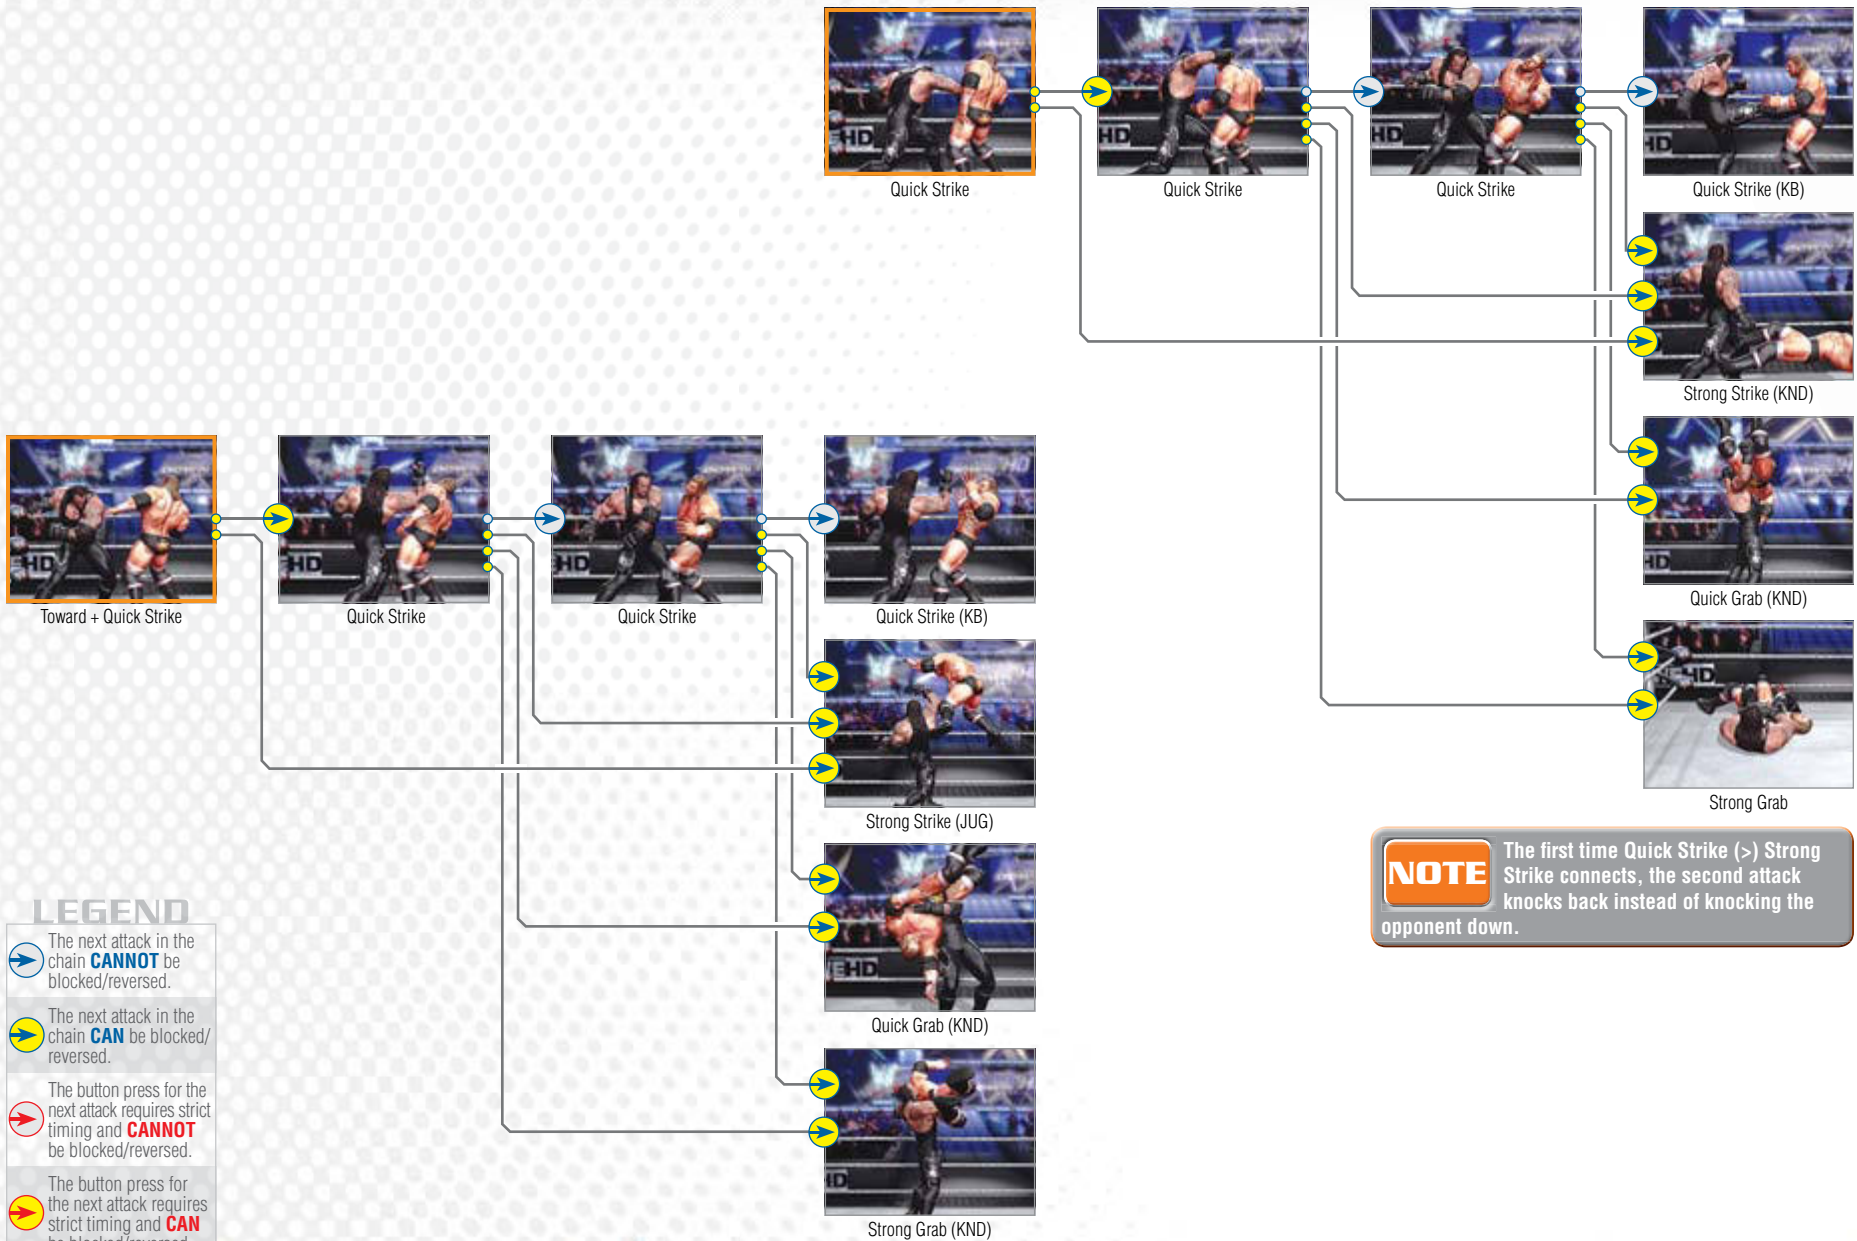 Quick Strike
Quick Strike
Quick Strike
Quick Strike (KB)
Strong Strike (KND)
Quick Grab (KND)
Strong Grab
Toward + Quick Strike
Quick Strike
Quick Strike
Quick Strike (KB)
Strong Strike (JUG)
Quick Grab (KND)
Strong Grab (KND)
NOTE
The first time Quick Strike (>) Strong
Strike connects, the second attack
knocks back instead of knocking the
opponent down.
LEGEND
The next attack in the
chain CANNOT be
blocked/reversed.
The next attack in the
chain CAN be blocked/
reversed.
The button press for the
next attack requires strict
timing and CANNOT
be blocked/reversed.
The button press for
the next attack requires
strict timing and CAN
be blocked/reversed.